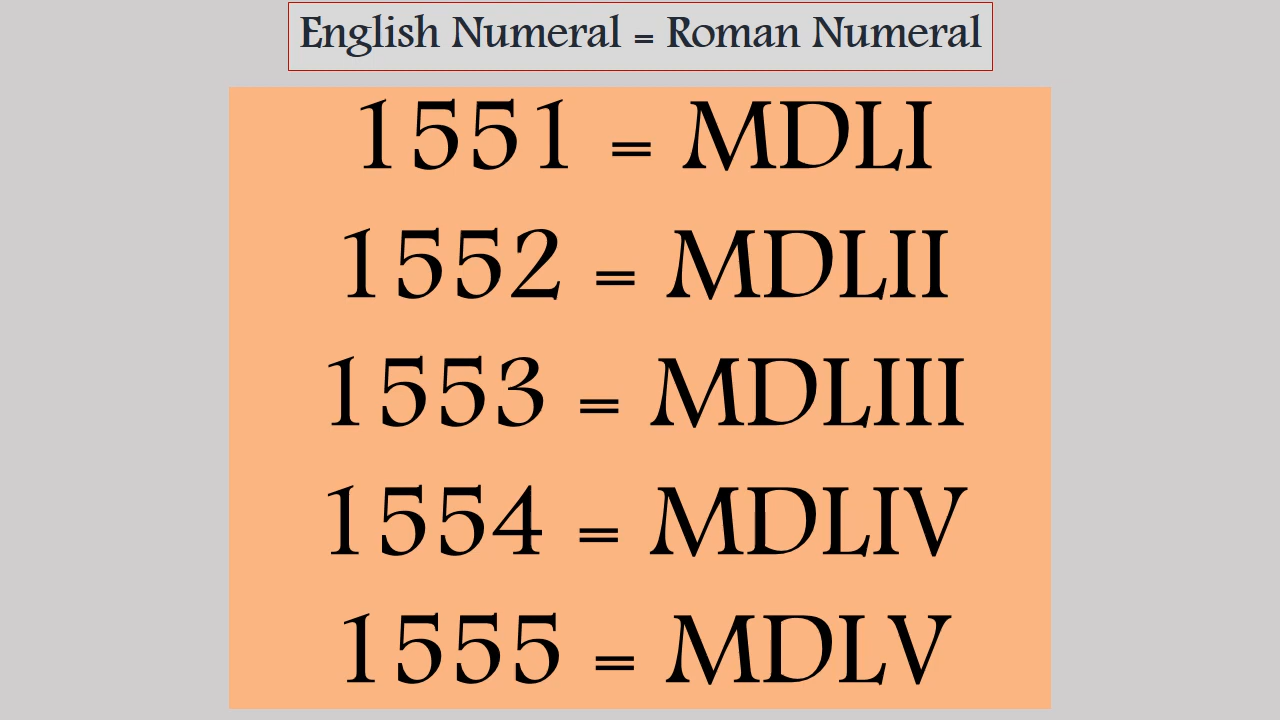 English Numeral = Roman Numeral
1551 = MDLI
1552 = MDLII
1553 = MDLIII
1554 = MDLIV
1555 = MDLV